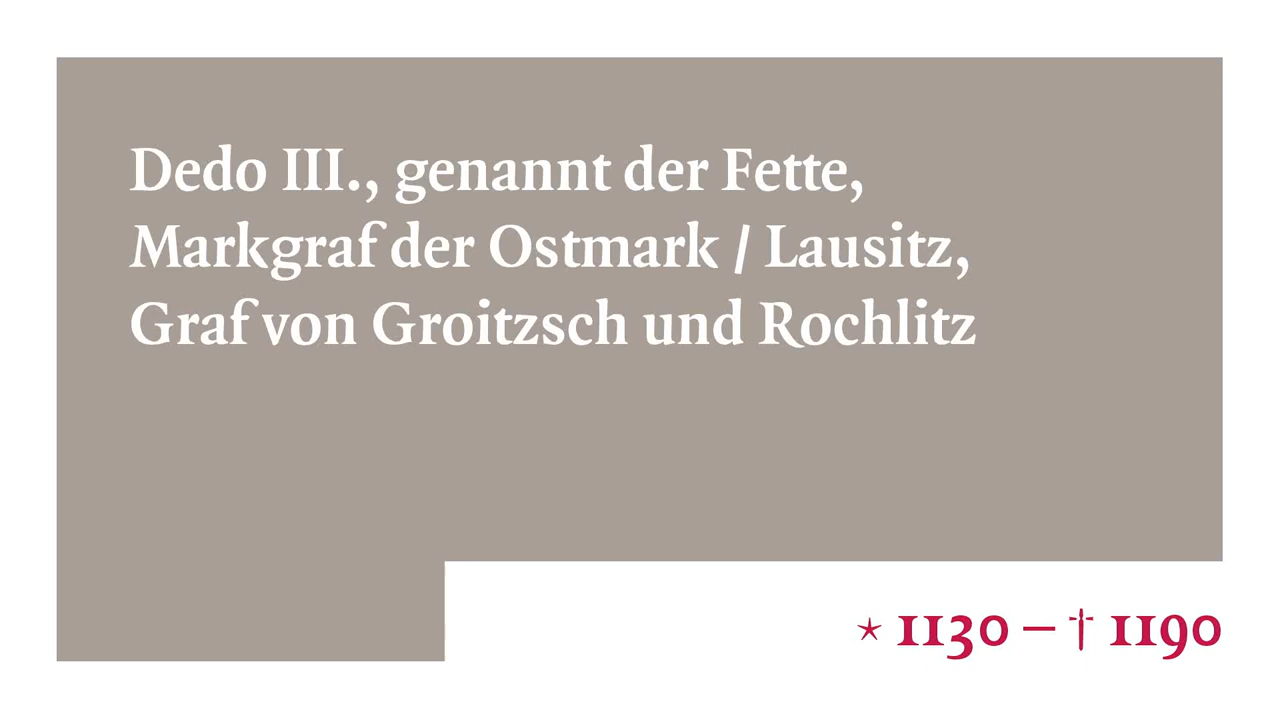 Dedo III., genannt der Fette,
Markgraf der Ostmark / Lausitz,
Graf von Groitzsch und Rochlitz
⋆ 1130 – † 1190